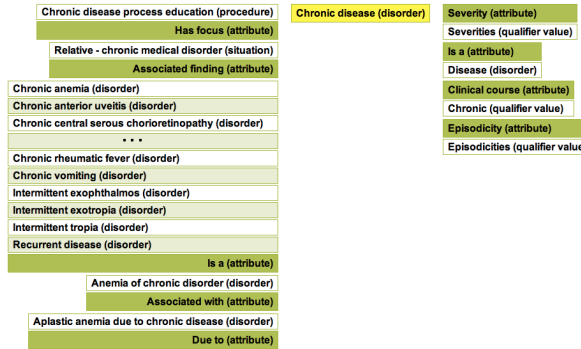 Chronic disease process education (procedure)
Has focus (attribute)
Relative - chronic medical disorder (situation)
Associated finding (attribute)
Chronic anemia (disorder)
Chronic anterior uveitis (disorder)
Chronic central serous chorioretinopathy (disorder)
• • •
Chronic rheumatic fever (disorder)
Chronic vomiting (disorder)
Intermittent exophthalmos (disorder)
Intermittent exotropia (disorder)
Intermittent tropia (disorder)
Recurrent disease (disorder)
Is a (attribute)
Anemia of chronic disorder (disorder)
Associated with (attribute)
Aplastic anemia due to chronic disease (disorder)
Due to (attribute)
Chronic disease (disorder)
Severity (attribute)
Severities (qualifier value)
Is a (attribute)
Disease (disorder)
Clinical course (attribute)
Chronic (qualifier value)
Episodicity (attribute)
Episodicities (qualifier value